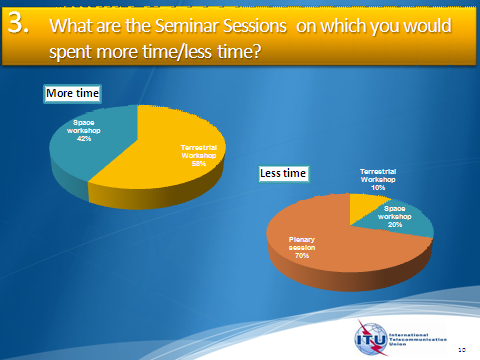 3. What are the Seminar Sessions on which you would
spent more time/less time?
More time
Space
workshop
42%
Terrestrial
Workshop
58%
Less time
Terrestrial
Workshop
10%
Space
workshop
20%
Plenary
session
70%
ITU
International
Telecommunication
Union